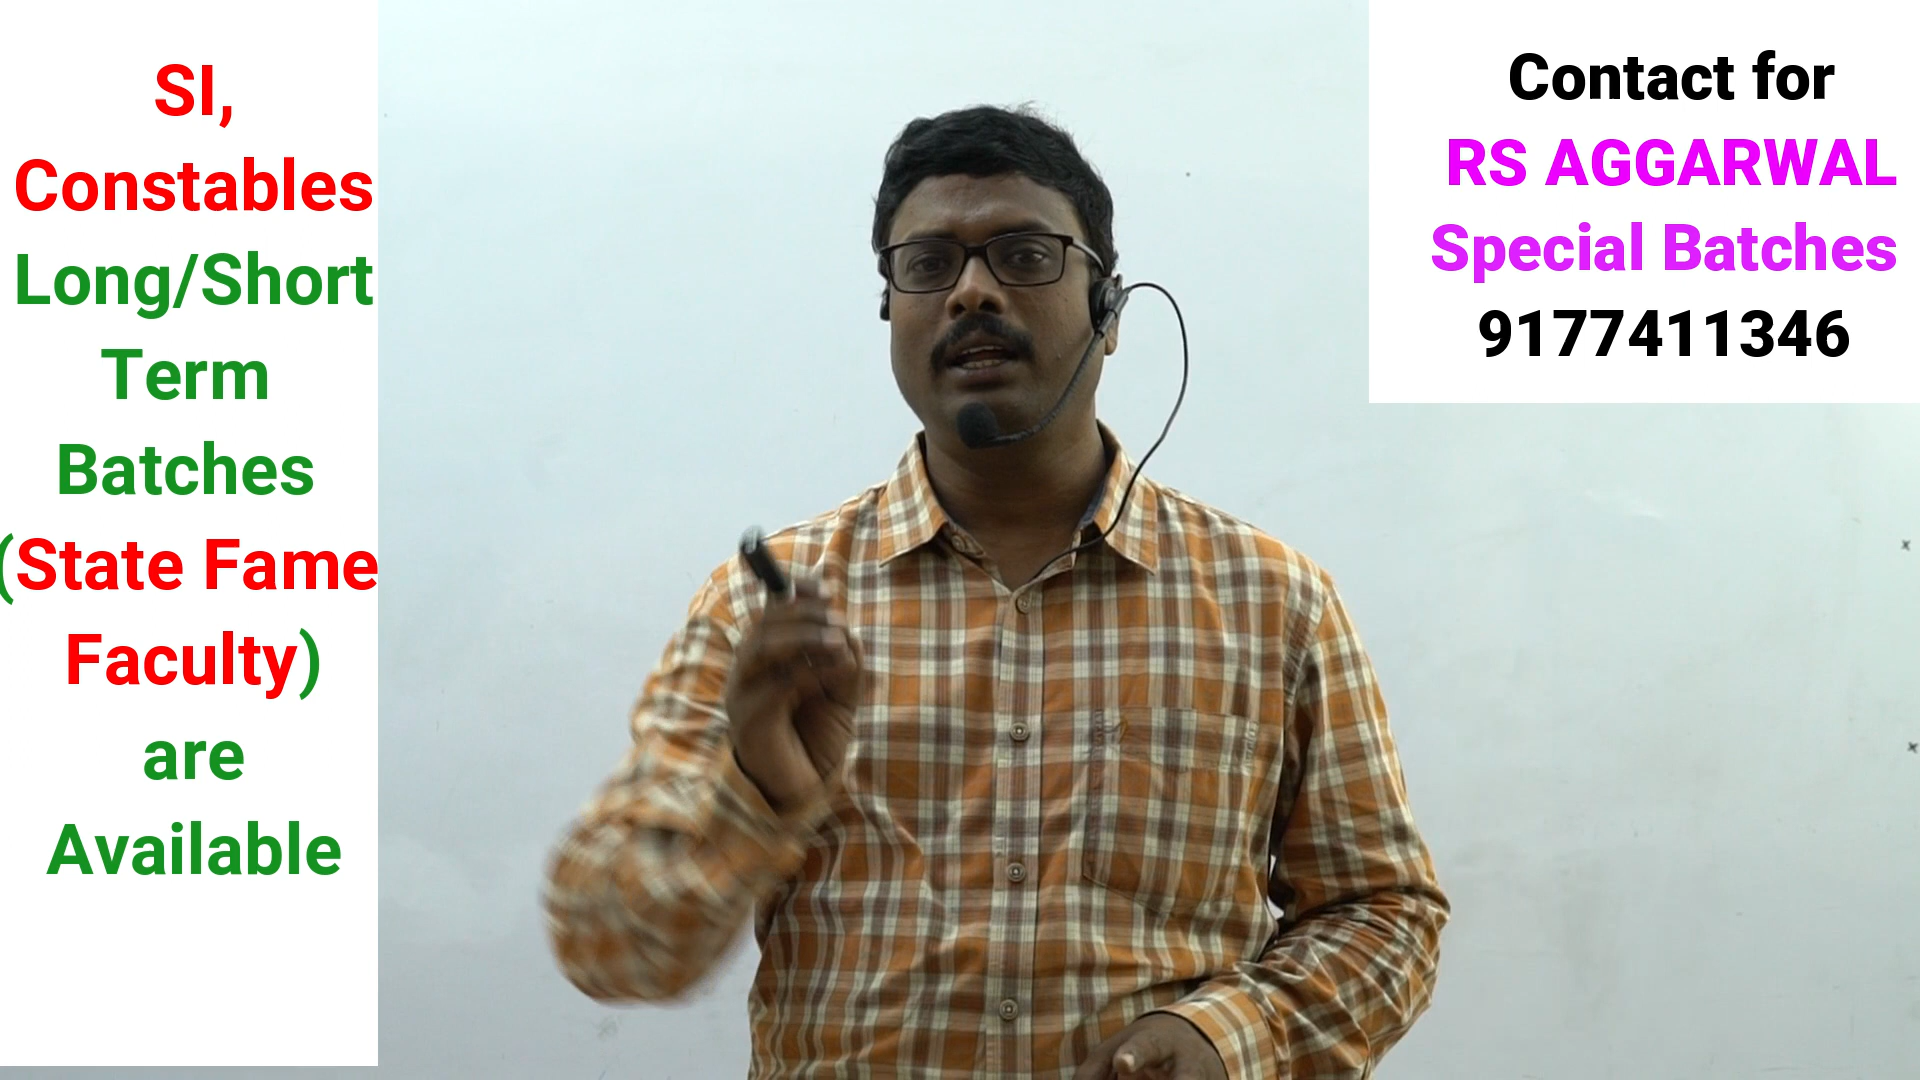 SI,
Constables
Long/Short
Term
Batches
(State Fame
Faculty)
are
Available
Contact for
RS AGGARWAL
Special Batches
9177411346